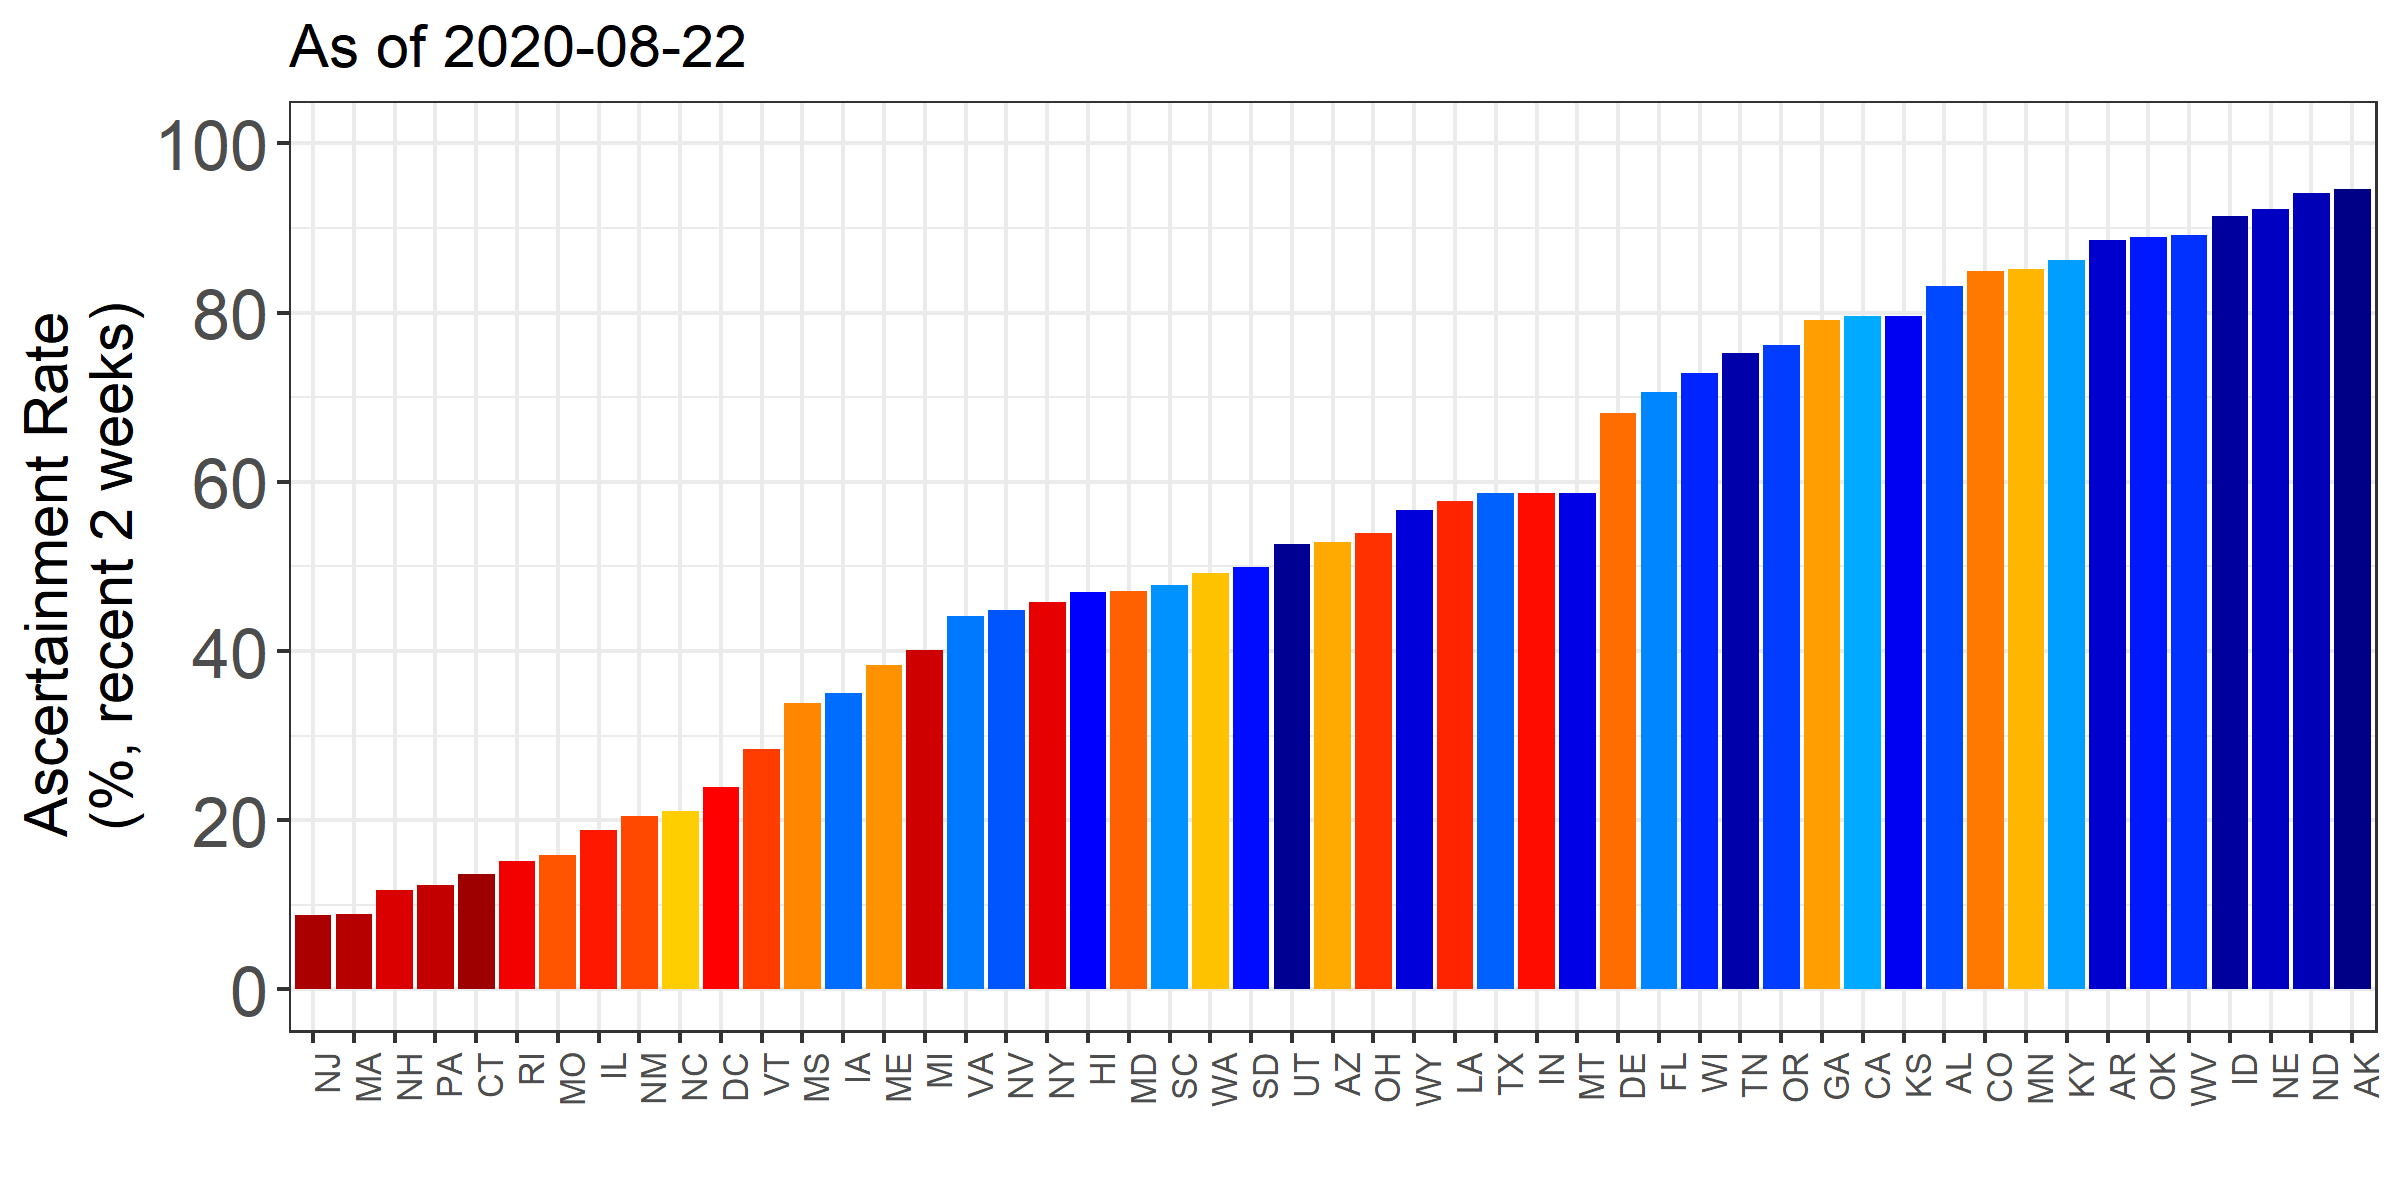 As of 2020-08-22
Ascertainment Rate
(%, recent 2 weeks)
100
80
60
40
20
0
NJ
MA
NH
PA
CT
RI
MO
IL
NM
NC
DC
VT
MS
IA
ME
MI
VA
NV
NY
HI
MD
SC
WA
SD
UT
AZ
OH
WY
LA
TX
IN
MT
DE
FL
WI
TN
OR
GA
CA
KS
AL
CO
MN
KY
AR
OK
WV
ID
NE
ND
AK